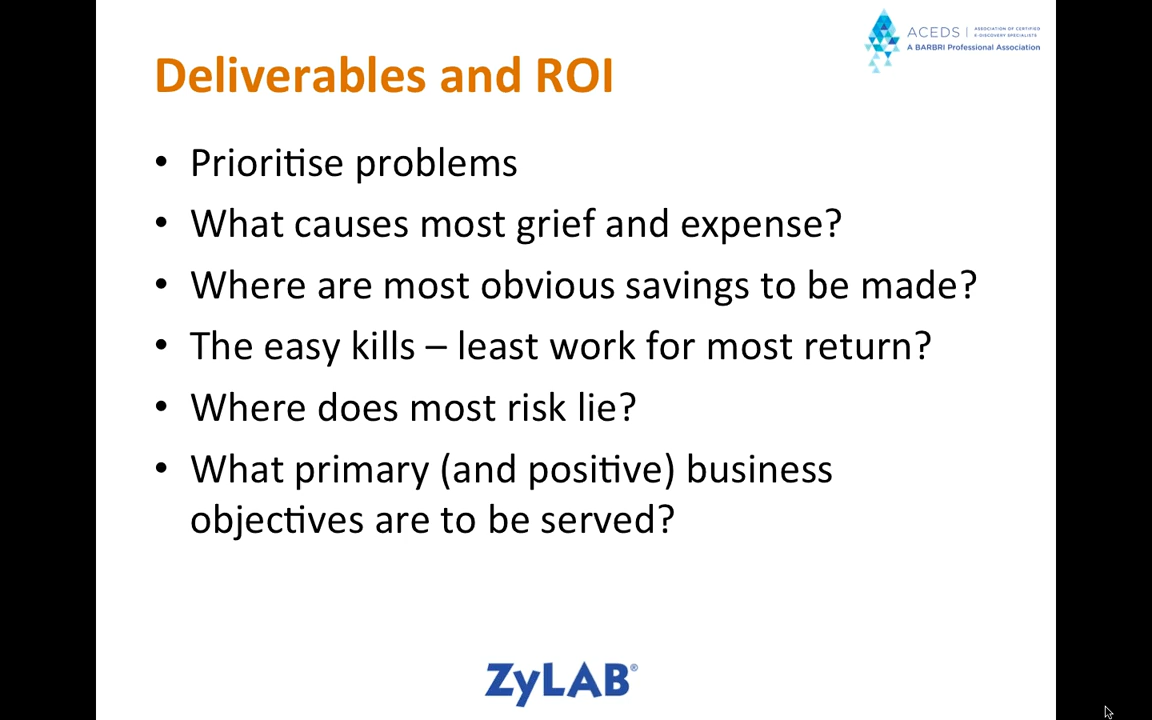 ACEDS | ASSOCIATION OF CERTIFIED
E-DISCOVERY SPECIALISTS
A BARBRI Professional Association
Deliverables and ROI
• Prioritise problems
• What causes most grief and expense?
• Where are most obvious savings to be made?
• The easy kills – least work for most return?
• Where does most risk lie?
• What primary (and positive) business
objectives are to be served?
ZyLAB®